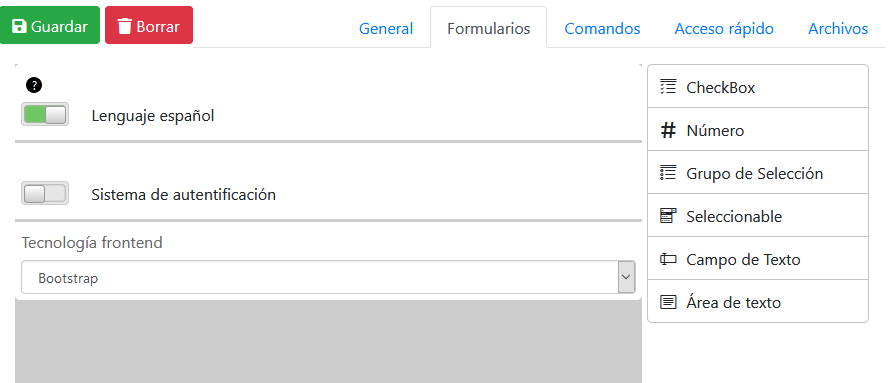 Guardar Borrar General Formularios Comandos Acceso rápido Archivos
?
Lenguaje español
Sistema de autentificación
Tecnología frontend
Bootstrap
CheckBox
Número
Grupo de Selección
Seleccionable
Campo de Texto
Área de texto